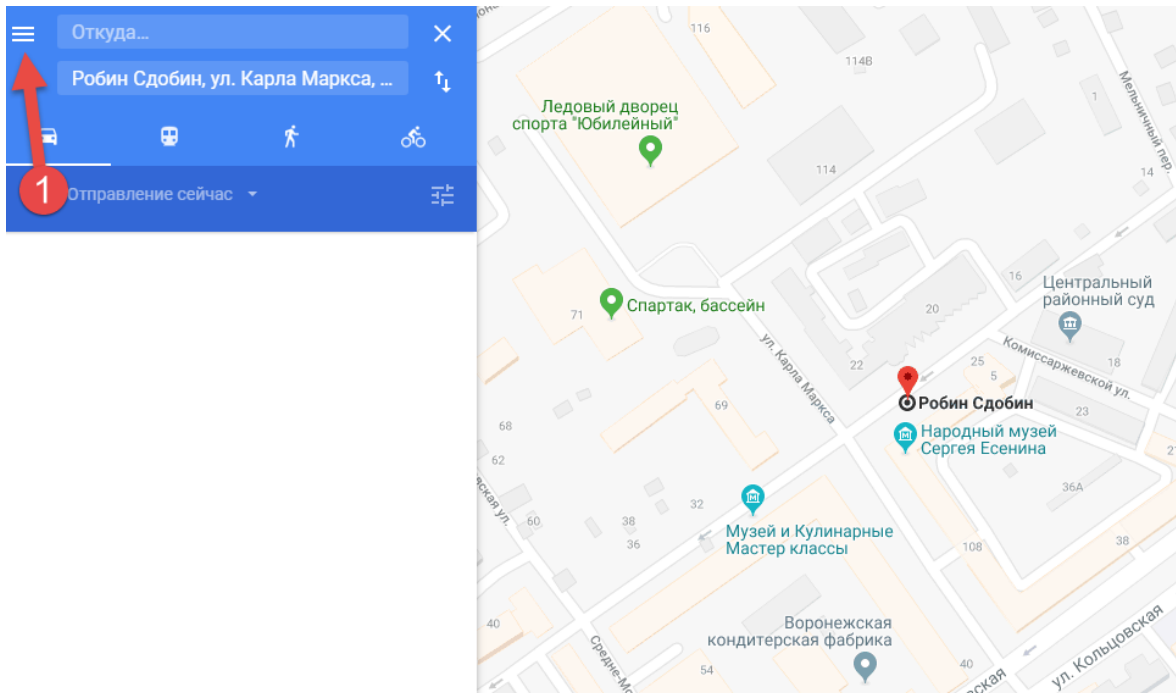 Откуда...
Робин Сдобин, ул. Карла Маркса, ...
1
Отправление сейчас
116
114В
Ледовый дворец
спорта "Юбилейный"
1
Мельничный пер.
114
14
16
Центральный
районный суд
Спартак, бассейн
71
20
ул. Карла Маркса
22
25
5
Комиссаржевской ул.
18
Робин Сдобин
69
23
Народный музей
Сергея Есенина
68
62
36А
32
60
38
36
Музей и Кулинарные
Мастер классы
108
38
Воронежская
кондитерская фабрика
40
54
40
ул. Кольцовская